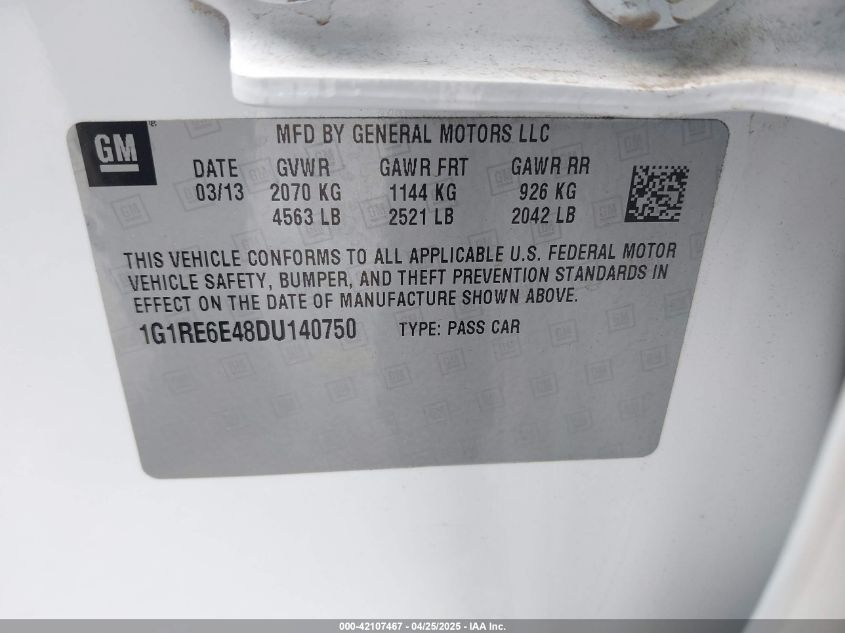 GM
MFD BY GENERAL MOTORS LLC
DATE GVWR GAWR FRT GAWR RR
03/13 2070 KG 1144 KG 926 KG
4563 LB 2521 LB 2042 LB
THIS VEHICLE CONFORMS TO ALL APPLICABLE U.S. FEDERAL MOTOR
VEHICLE SAFETY, BUMPER, AND THEFT PREVENTION STANDARDS IN
EFFECT ON THE DATE OF MANUFACTURE SHOWN ABOVE.
1G1RE6E48DU140750 TYPE: PASS CAR
000-42107467 - 04/25/2025 - IAA Inc.